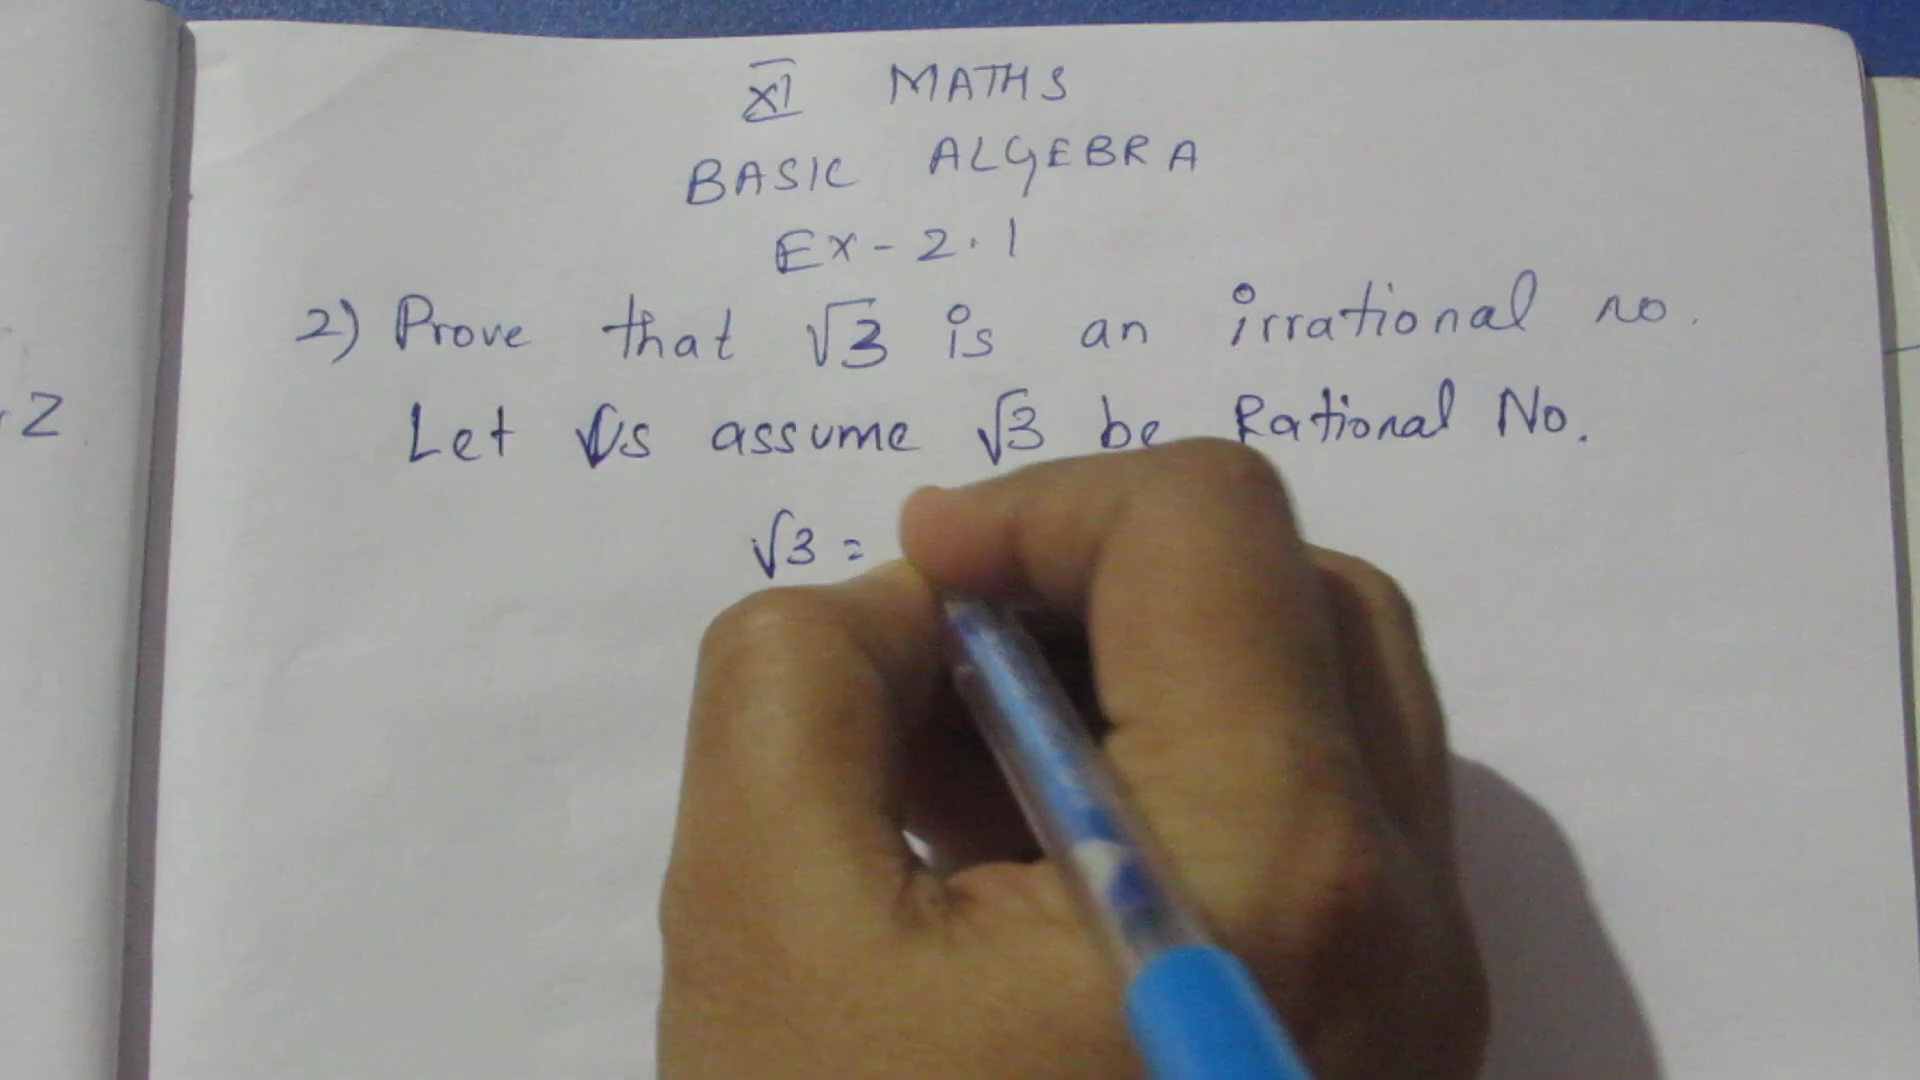 XI MATHS
BASIC ALGEBRA
Ex - 2.1
2) Prove that √3 is an irrational no.
Let Us assume √3 be Rational No.
√3 =
Z